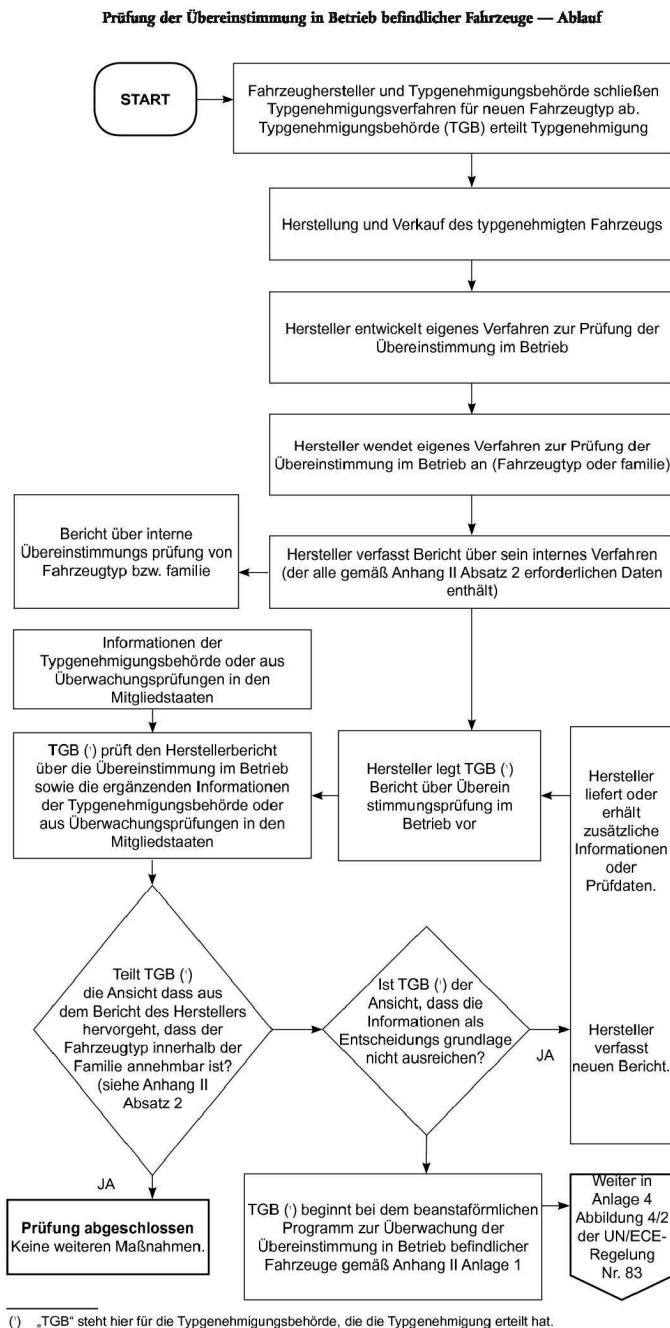 Prüfung der Übereinstimmung in Betrieb befindlicher Fahrzeuge — Ablauf
START
Fahrzeughersteller und Typgenehmigungsbehörde schließen
Typgenehmigungsverfahren für neuen Fahrzeugtyp ab.
Typgenehmigungsbehörde (TGB) erteilt Typgenehmigung
Herstellung und Verkauf des typgenehmigten Fahrzeugs
Hersteller entwickelt eigenes Verfahren zur Prüfung der
Übereinstimmung im Betrieb
Hersteller wendet eigenes Verfahren zur Prüfung der
Übereinstimmung im Betrieb an (Fahrzeugtyp oder familie)
Bericht über interne
Übereinstimmungs prüfung von
Fahrzeugtyp bzw. familie
Hersteller verfasst Bericht über sein internes Verfahren
(der alle gemäß Anhang II Absatz 2 erforderlichen Daten
enthält)
Informationen der
Typgenehmigungsbehörde oder aus
Überwachungsprüfungen in den
Mitgliedstaaten
TGB (¹) prüft den Herstellerbericht
über die Übereinstimmung im Betrieb
sowie die ergänzenden Informationen
der Typgenehmigungsbehörde oder
aus Überwachungsprüfungen in den
Mitgliedstaaten
Hersteller legt TGB (¹)
Bericht über Überein
stimmungsprüfung im
Betrieb vor
Hersteller
liefert oder
erhält
zusätzliche
Informationen
oder
Prüfdaten.
Teilt TGB (¹)
die Ansicht dass aus
dem Bericht des Herstellers
hervorgeht, dass der
Fahrzeugtyp innerhalb der
Familie annehmbar ist?
(siehe Anhang II
Absatz 2
Ist TGB (¹) der
Ansicht, dass die
Informationen als
Entscheidungs grundlage
nicht ausreichen?
JA
Hersteller
verfasst
neuen Bericht.
JA
Prüfung abgeschlossen
Keine weiteren Maßnahmen.
TGB (¹) beginnt bei dem beanstaförmlichen
Programm zur Überwachung der
Übereinstimmung in Betrieb befindlicher
Fahrzeuge gemäß Anhang II Anlage 1
Weiter in
Anlage 4
Abbildung 4/2
der UN/ECE-
Regelung
Nr. 83
(¹) „TGB“ steht hier für die Typgenehmigungsbehörde, die die Typgenehmigung erteilt hat.